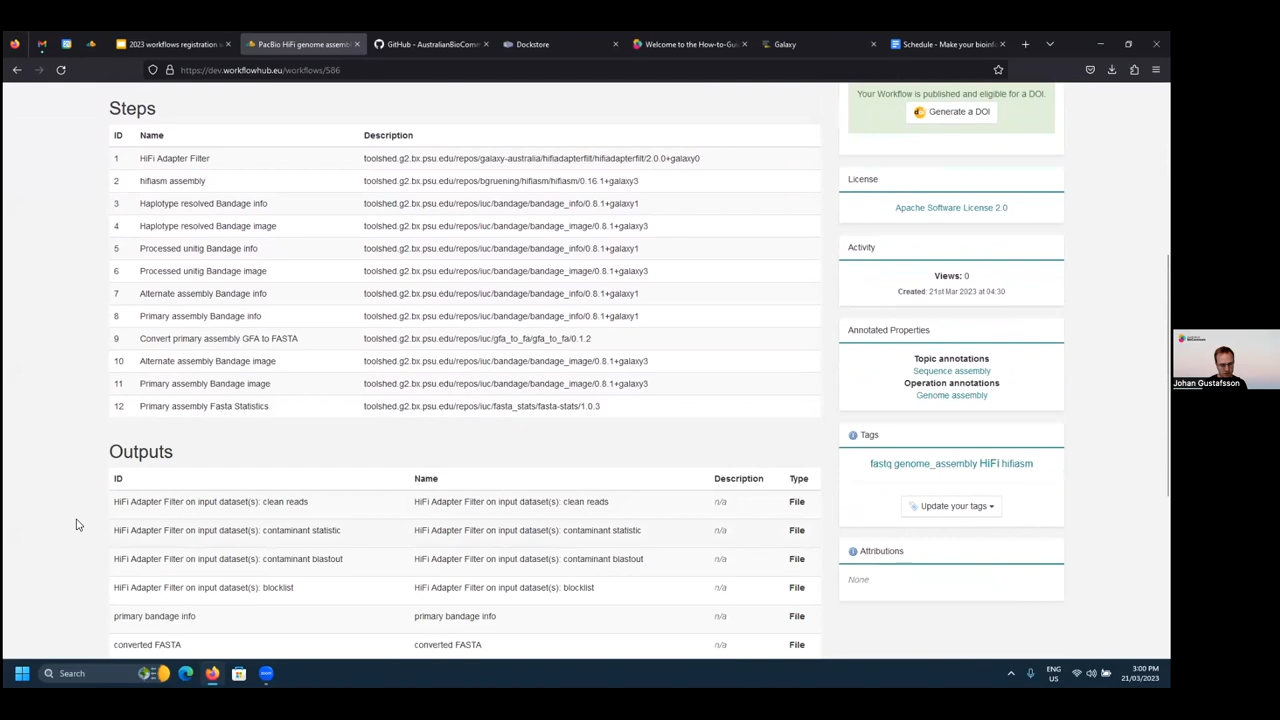 2023 workflows registration
PacBio HiFi genome assemb
GitHub - AustralianBioComm
Dockstore
Welcome to the How-to-Gui
Galaxy
Schedule - Make your bioinf
https://dev.workflowhub.eu/workflows/586
Steps
ID Name Description
1 HiFi Adapter Filter toolshed.g2.bx.psu.edu/repos/galaxy-australia/hifiadapterfilt/hifiadapterfilt/2.0.0+galaxy0
2 hifiasm assembly toolshed.g2.bx.psu.edu/repos/bgruening/hifiasm/hifiasm/0.16.1+galaxy3
3 Haplotype resolved Bandage info toolshed.g2.bx.psu.edu/repos/iuc/bandage/bandage_info/0.8.1+galaxy1
4 Haplotype resolved Bandage image toolshed.g2.bx.psu.edu/repos/iuc/bandage/bandage_image/0.8.1+galaxy3
5 Processed unitig Bandage info toolshed.g2.bx.psu.edu/repos/iuc/bandage/bandage_info/0.8.1+galaxy1
6 Processed unitig Bandage image toolshed.g2.bx.psu.edu/repos/iuc/bandage/bandage_image/0.8.1+galaxy3
7 Alternate assembly Bandage info toolshed.g2.bx.psu.edu/repos/iuc/bandage/bandage_info/0.8.1+galaxy1
8 Primary assembly Bandage info toolshed.g2.bx.psu.edu/repos/iuc/bandage/bandage_info/0.8.1+galaxy1
9 Convert primary assembly GFA to FASTA toolshed.g2.bx.psu.edu/repos/iuc/gfa_to_fa/gfa_to_fa/0.1.2
10 Alternate assembly Bandage image toolshed.g2.bx.psu.edu/repos/iuc/bandage/bandage_image/0.8.1+galaxy3
11 Primary assembly Bandage image toolshed.g2.bx.psu.edu/repos/iuc/bandage/bandage_image/0.8.1+galaxy3
12 Primary assembly Fasta Statistics toolshed.g2.bx.psu.edu/repos/iuc/fasta_stats/fasta-stats/1.0.3
Outputs
ID Name Description Type
HiFi Adapter Filter on input dataset(s): clean reads HiFi Adapter Filter on input dataset(s): clean reads n/a File
HiFi Adapter Filter on input dataset(s): contaminant statistic HiFi Adapter Filter on input dataset(s): contaminant statistic n/a File
HiFi Adapter Filter on input dataset(s): contaminant blastout HiFi Adapter Filter on input dataset(s): contaminant blastout n/a File
HiFi Adapter Filter on input dataset(s): blocklist HiFi Adapter Filter on input dataset(s): blocklist n/a File
primary bandage info primary bandage info n/a File
converted FASTA converted FASTA n/a File
Your Workflow is published and eligible for a DOI.
Generate a DOI
License
Apache Software License 2.0
Activity
Views: 0
Created: 21st Mar 2023 at 04:30
Annotated Properties
Topic annotations
Sequence assembly
Operation annotations
Genome assembly
Tags
fastq genome_assembly HiFi hifiasm
Update your tags
Attributions
None
Johan Gustafsson
Search
ENG
US
3:00 PM
21/03/2023